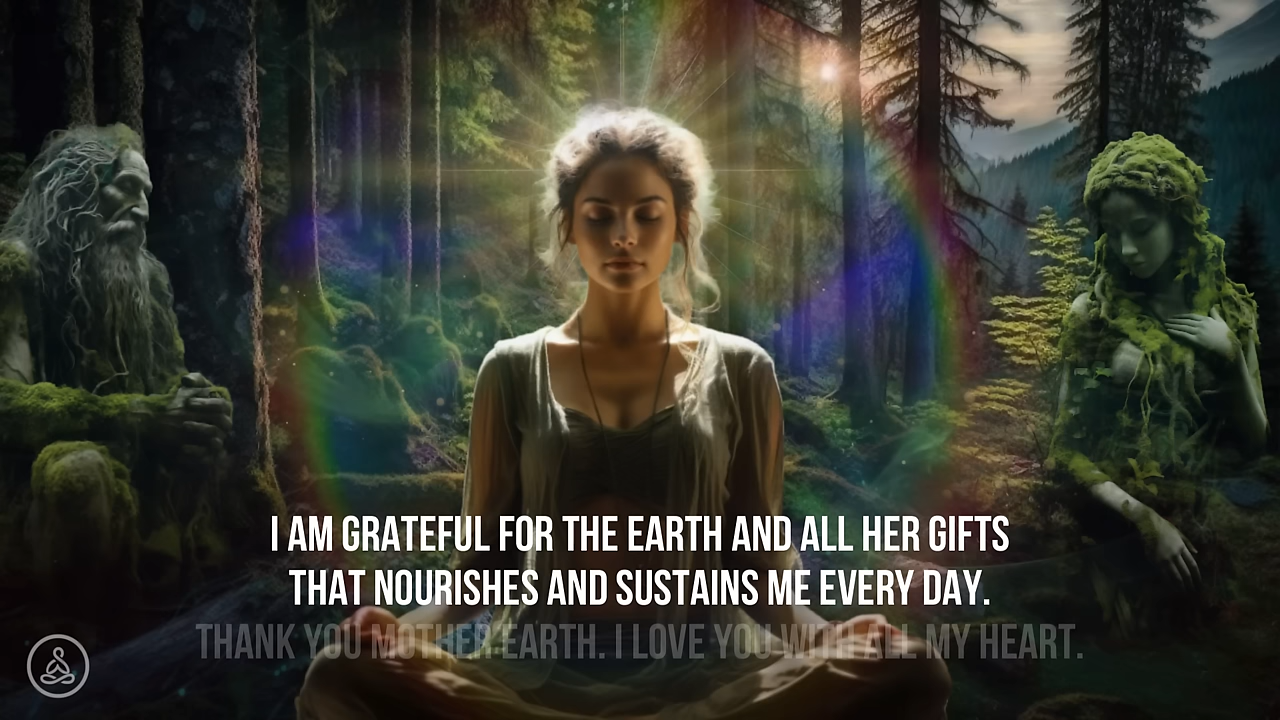 I AM GRATEFUL FOR THE EARTH AND ALL HER GIFTS
THAT NOURISHES AND SUSTAINS ME EVERY DAY.
THANK YOU MOTHER EARTH. I LOVE YOU WITH ALL MY HEART.